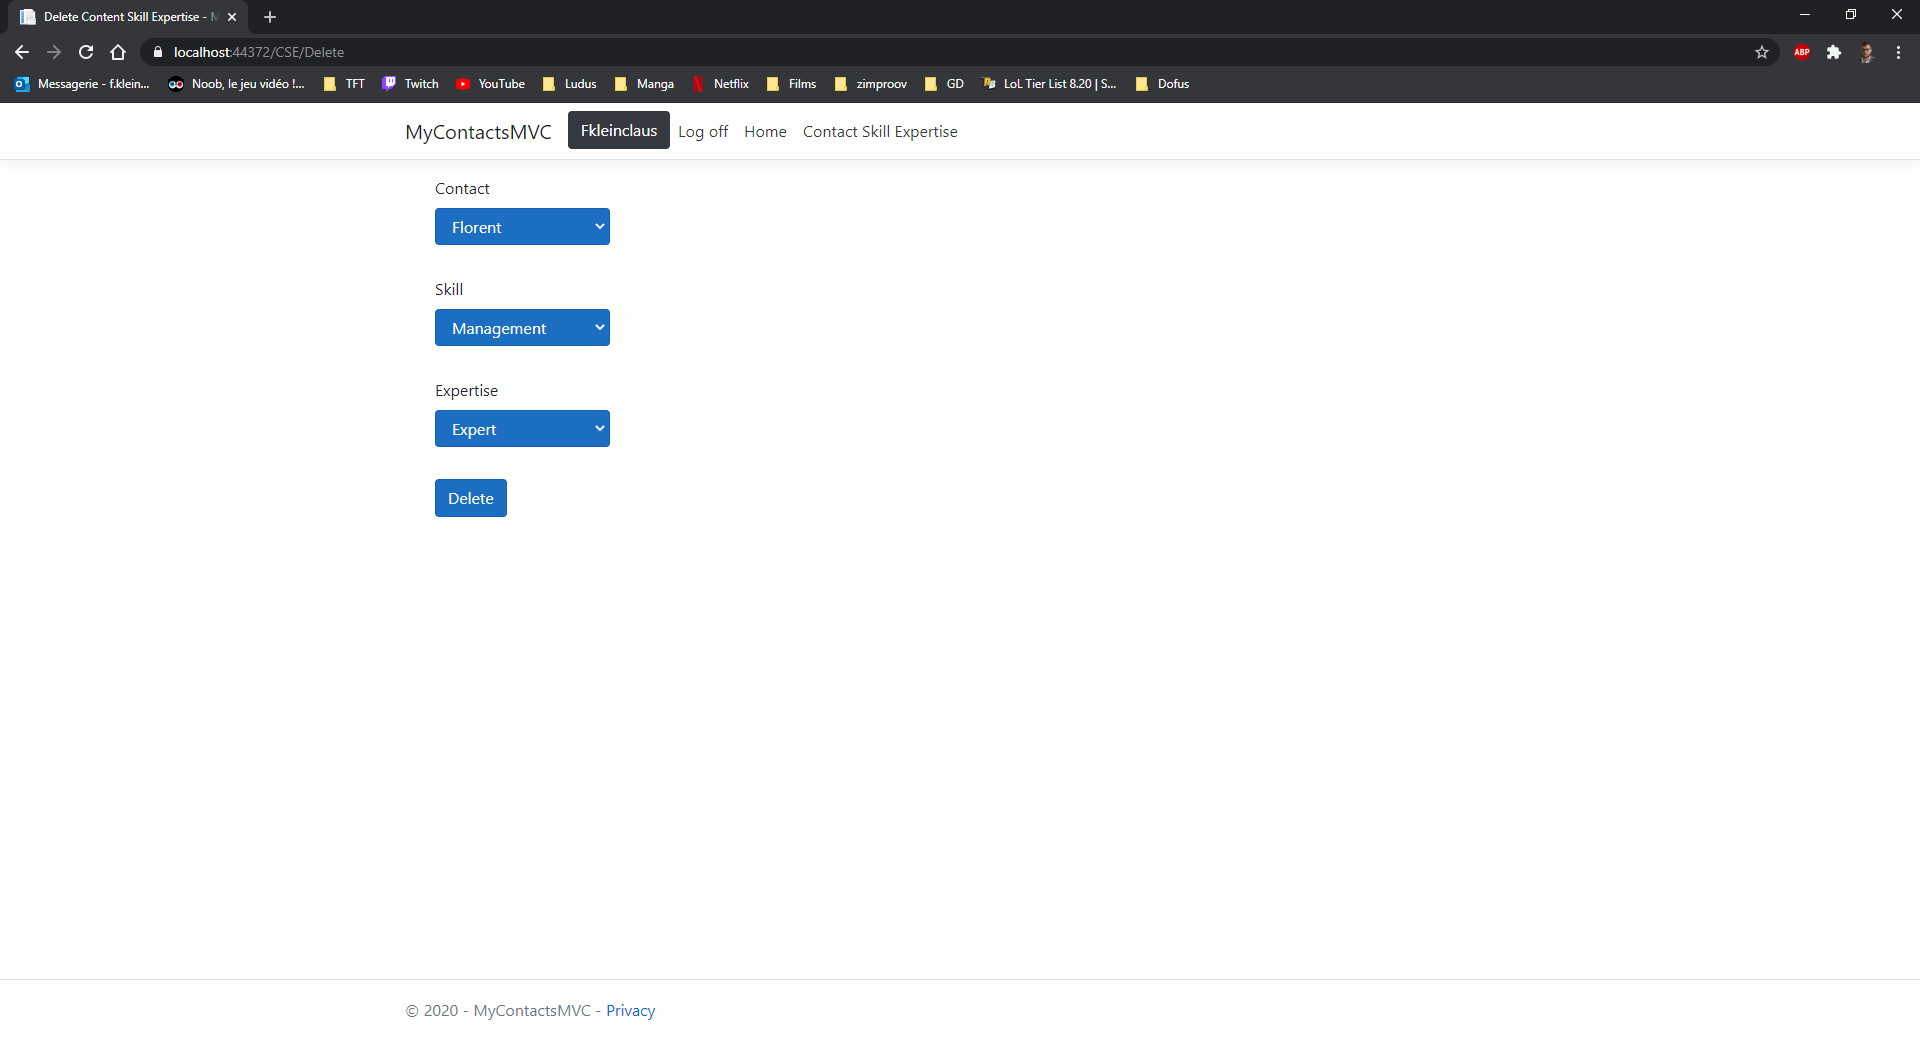 Delete Content Skill Expertise - M
localhost:44372/CSE/Delete
ABP
Messagerie - f.klein... Noob, le jeu vidéo !... TFT Twitch YouTube Ludus Manga Netflix Films zimproov GD LoL Tier List 8.20 | S... Dofus
MyContactsMVC Fkleinclaus Log off Home Contact Skill Expertise
Contact
Florent
Skill
Management
Expertise
Expert
Delete
© 2020 - MyContactsMVC - Privacy